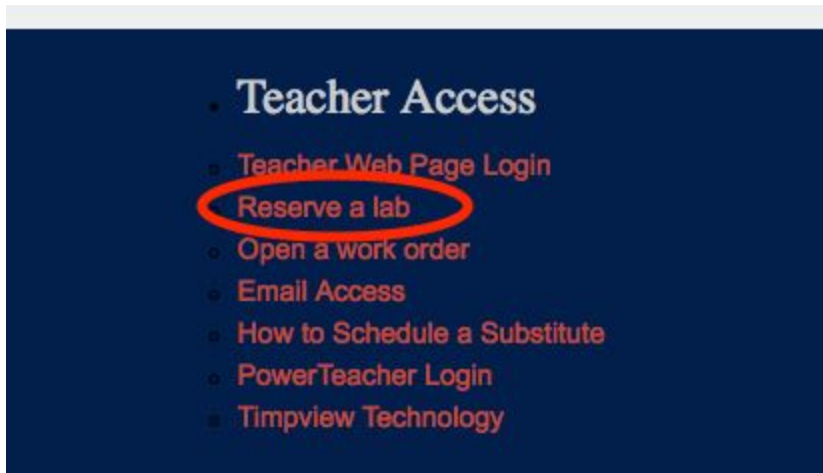 Teacher Access
Teacher Web Page Login
Reserve a lab
Open a work order
Email Access
How to Schedule a Substitute
PowerTeacher Login
Timpview Technology